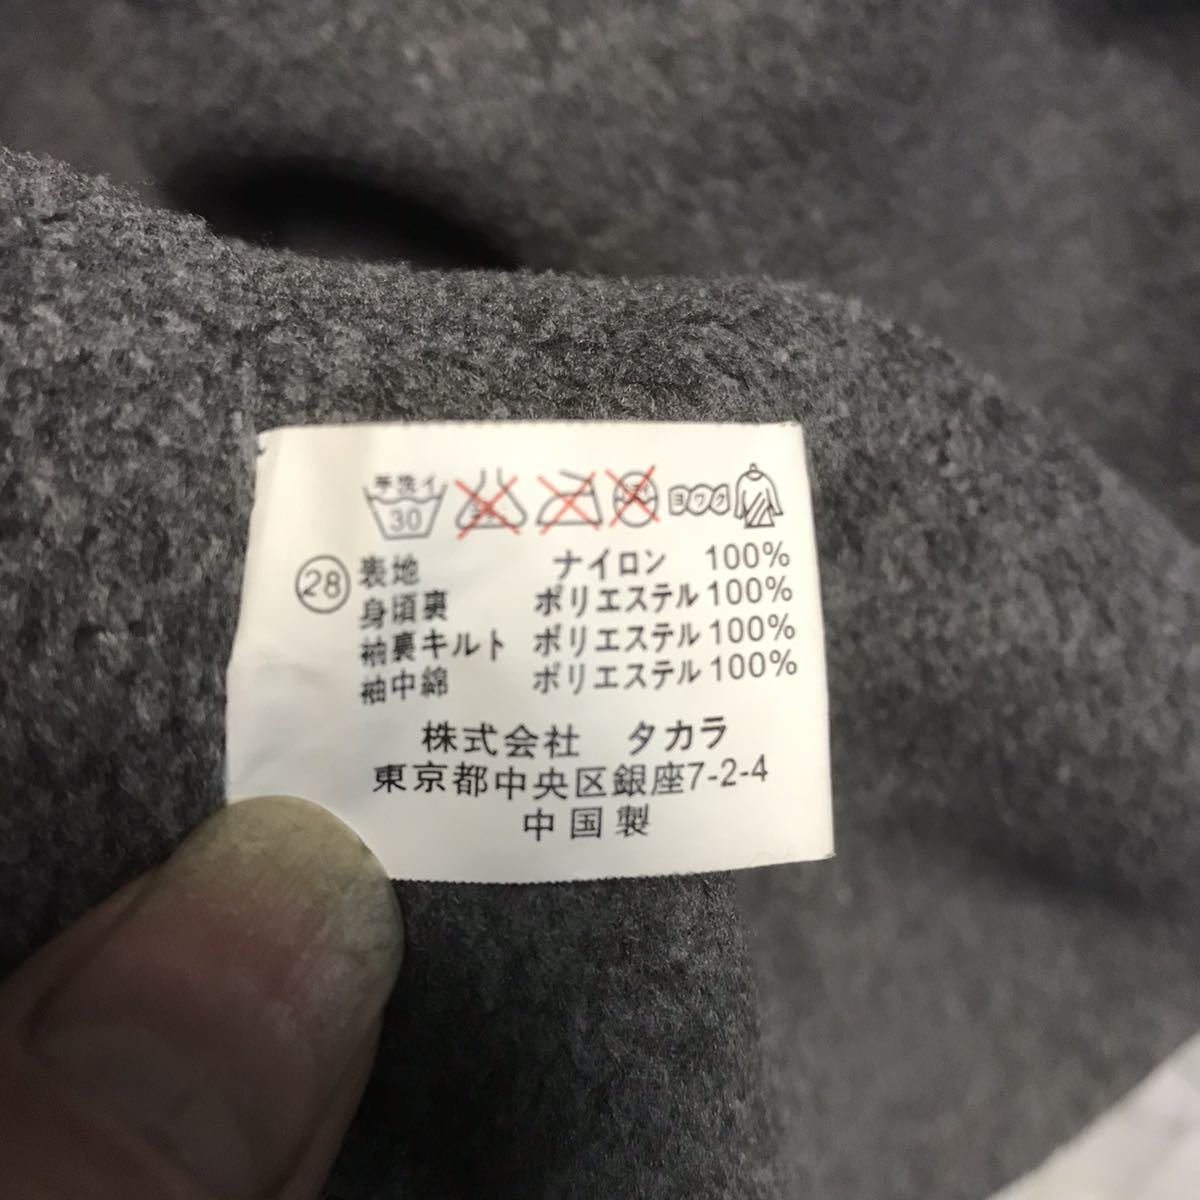 手洗イ
30 ヨワク
28 表地 ナイロン 100%
身頃裏 ポリエステル 100%
袖裏キルト ポリエステル 100%
袖中綿 ポリエステル 100%
株式会社 タカラ
東京都中央区銀座7-2-4
中国製